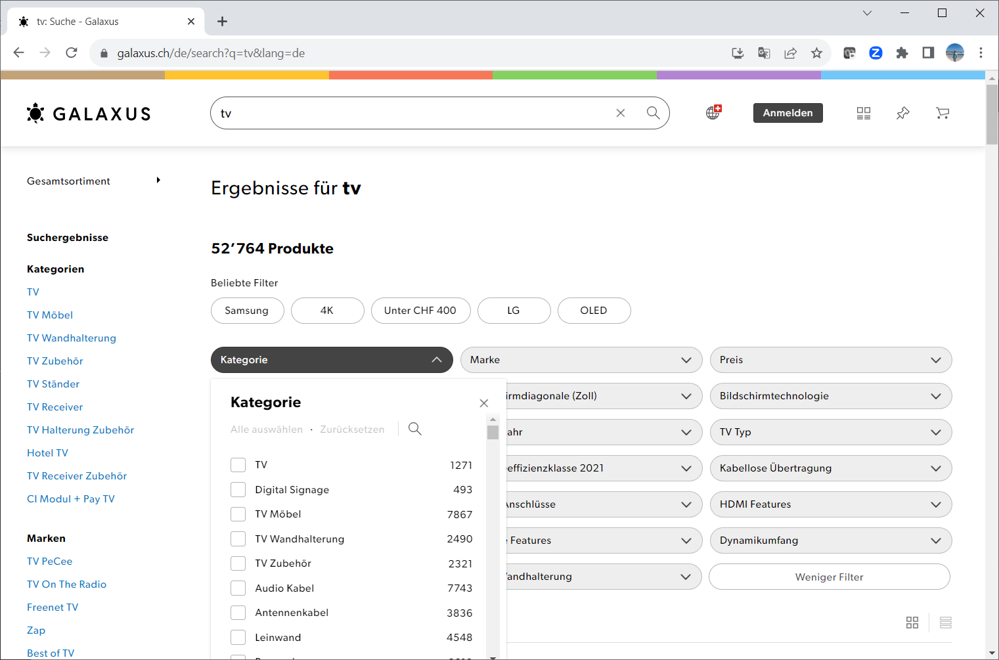 tv: Suche - Galaxus
galaxus.ch/de/search?q=tv&lang=de
GALAXUS
tv
Anmelden
Gesamtsortiment
Suchergebnisse
Kategorien
TV
TV Möbel
TV Wandhalterung
TV Zubehör
TV Ständer
TV Receiver
TV Halterung Zubehör
Hotel TV
TV Receiver Zubehör
CI Modul + Pay TV
Marken
TV PeCee
TV On The Radio
Freenet TV
Zap
Best of TV
Ergebnisse für tv
52’764 Produkte
Beliebte Filter
Samsung 4K Unter CHF 400 LG OLED
Kategorie Marke Preis
irmdiagonale (Zoll) Bildschirmtechnologie
ahr TV Typ
effizienzklasse 2021 Kabellose Übertragung
Anschlüsse HDMI Features
Features Dynamikumfang
andhalterung Weniger Filter
Kategorie
Alle auswählen · Zurücksetzen
TV 1271
Digital Signage 493
TV Möbel 7867
TV Wandhalterung 2490
TV Zubehör 2321
Audio Kabel 7743
Antennenkabel 3836
Leinwand 4548